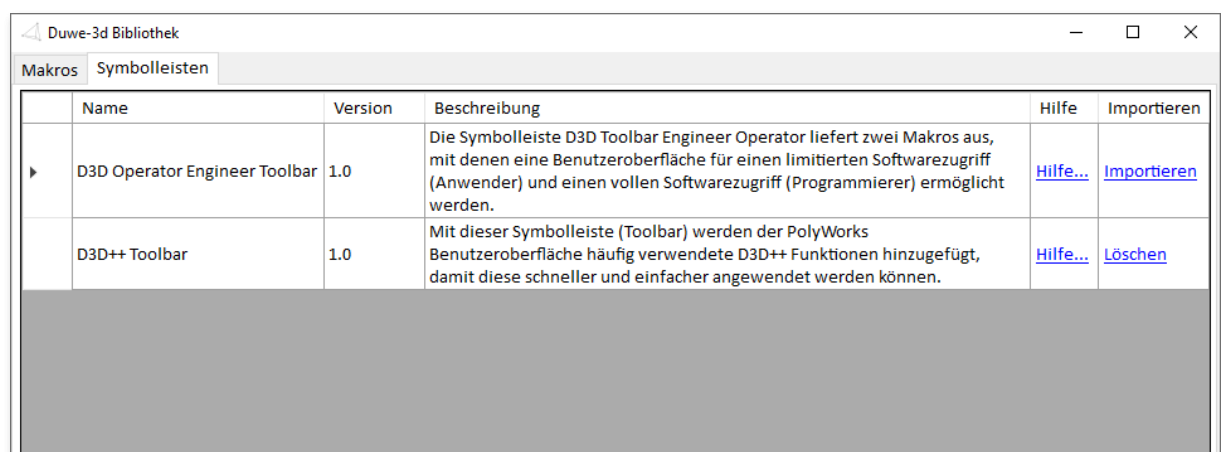 Duwe-3d Bibliothek
Makros Symbolleisten
Name Version Beschreibung Hilfe Importieren
D3D Operator Engineer Toolbar 1.0
Die Symbolleiste D3D Toolbar Engineer Operator liefert zwei Makros aus,
mit denen eine Benutzeroberfläche für einen limitierten Softwarezugriff
(Anwender) und einen vollen Softwarezugriff (Programmierer) ermöglicht
werden.
Hilfe... Importieren
D3D++ Toolbar 1.0
Mit dieser Symbolleiste (Toolbar) werden der PolyWorks
Benutzeroberfläche häufig verwendete D3D++ Funktionen hinzugefügt,
damit diese schneller und einfacher angewendet werden können.
Hilfe... Löschen